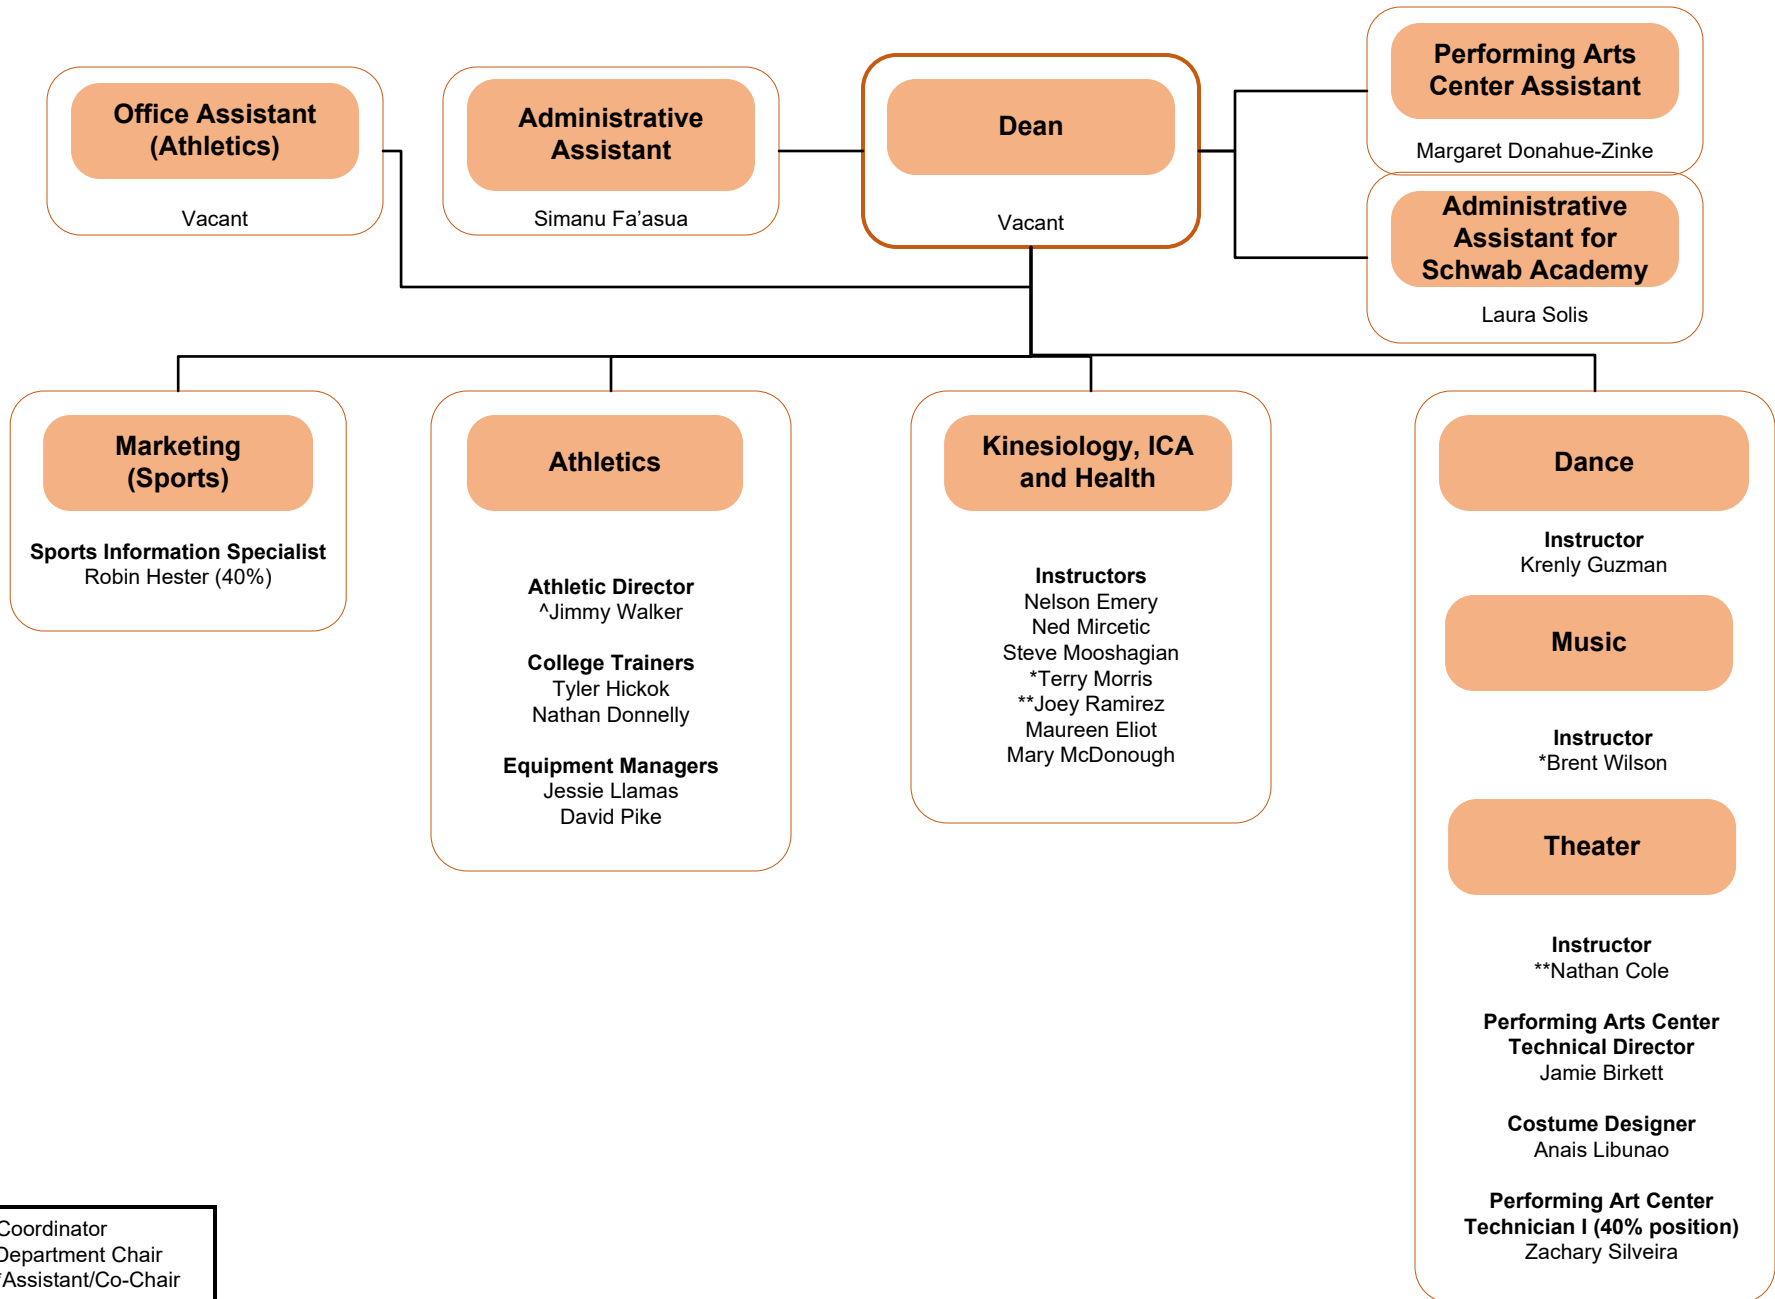 Office Assistant
(Athletics)
Vacant
Administrative
Assistant
Simanu Fa'asua
Dean
Vacant
Performing Arts
Center Assistant
Margaret Donahue-Zinke
Administrative
Assistant for
Schwab Academy
Laura Solis
Marketing
(Sports)
Sports Information Specialist
Robin Hester (40%)
Athletics
Athletic Director
^Jimmy Walker
College Trainers
Tyler Hickok
Nathan Donnelly
Equipment Managers
Jessie Llamas
David Pike
Kinesiology, ICA
and Health
Instructors
Nelson Emery
Ned Mircetic
Steve Mooshagian
*Terry Morris
**Joey Ramirez
Maureen Eliot
Mary McDonough
Dance
Instructor
Krenly Guzman
Music
Instructor
*Brent Wilson
Theater
Instructor
**Nathan Cole
Performing Arts Center
Technical Director
Jamie Birkett
Costume Designer
Anais Libunao
Performing Art Center
Technician I (40% position)
Zachary Silveira
Coordinator
Department Chair
*Assistant/Co-Chair